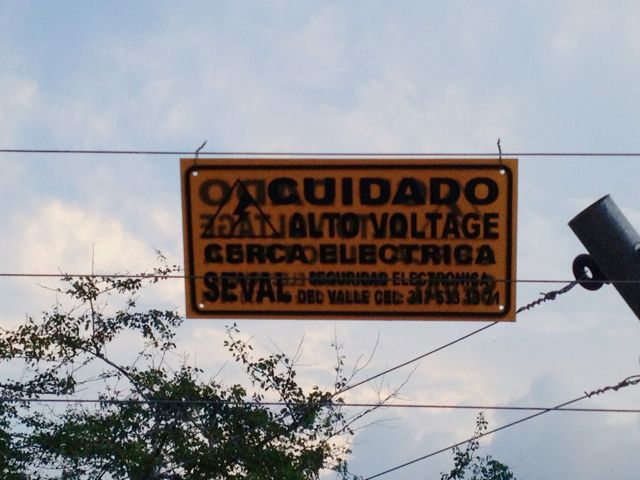 CUIDADO
ALTO VOLTAGE
CERCA ELECTRICA
SEVAL SEGURIDAD ELECTRONICA
DEL VALLE CEL: